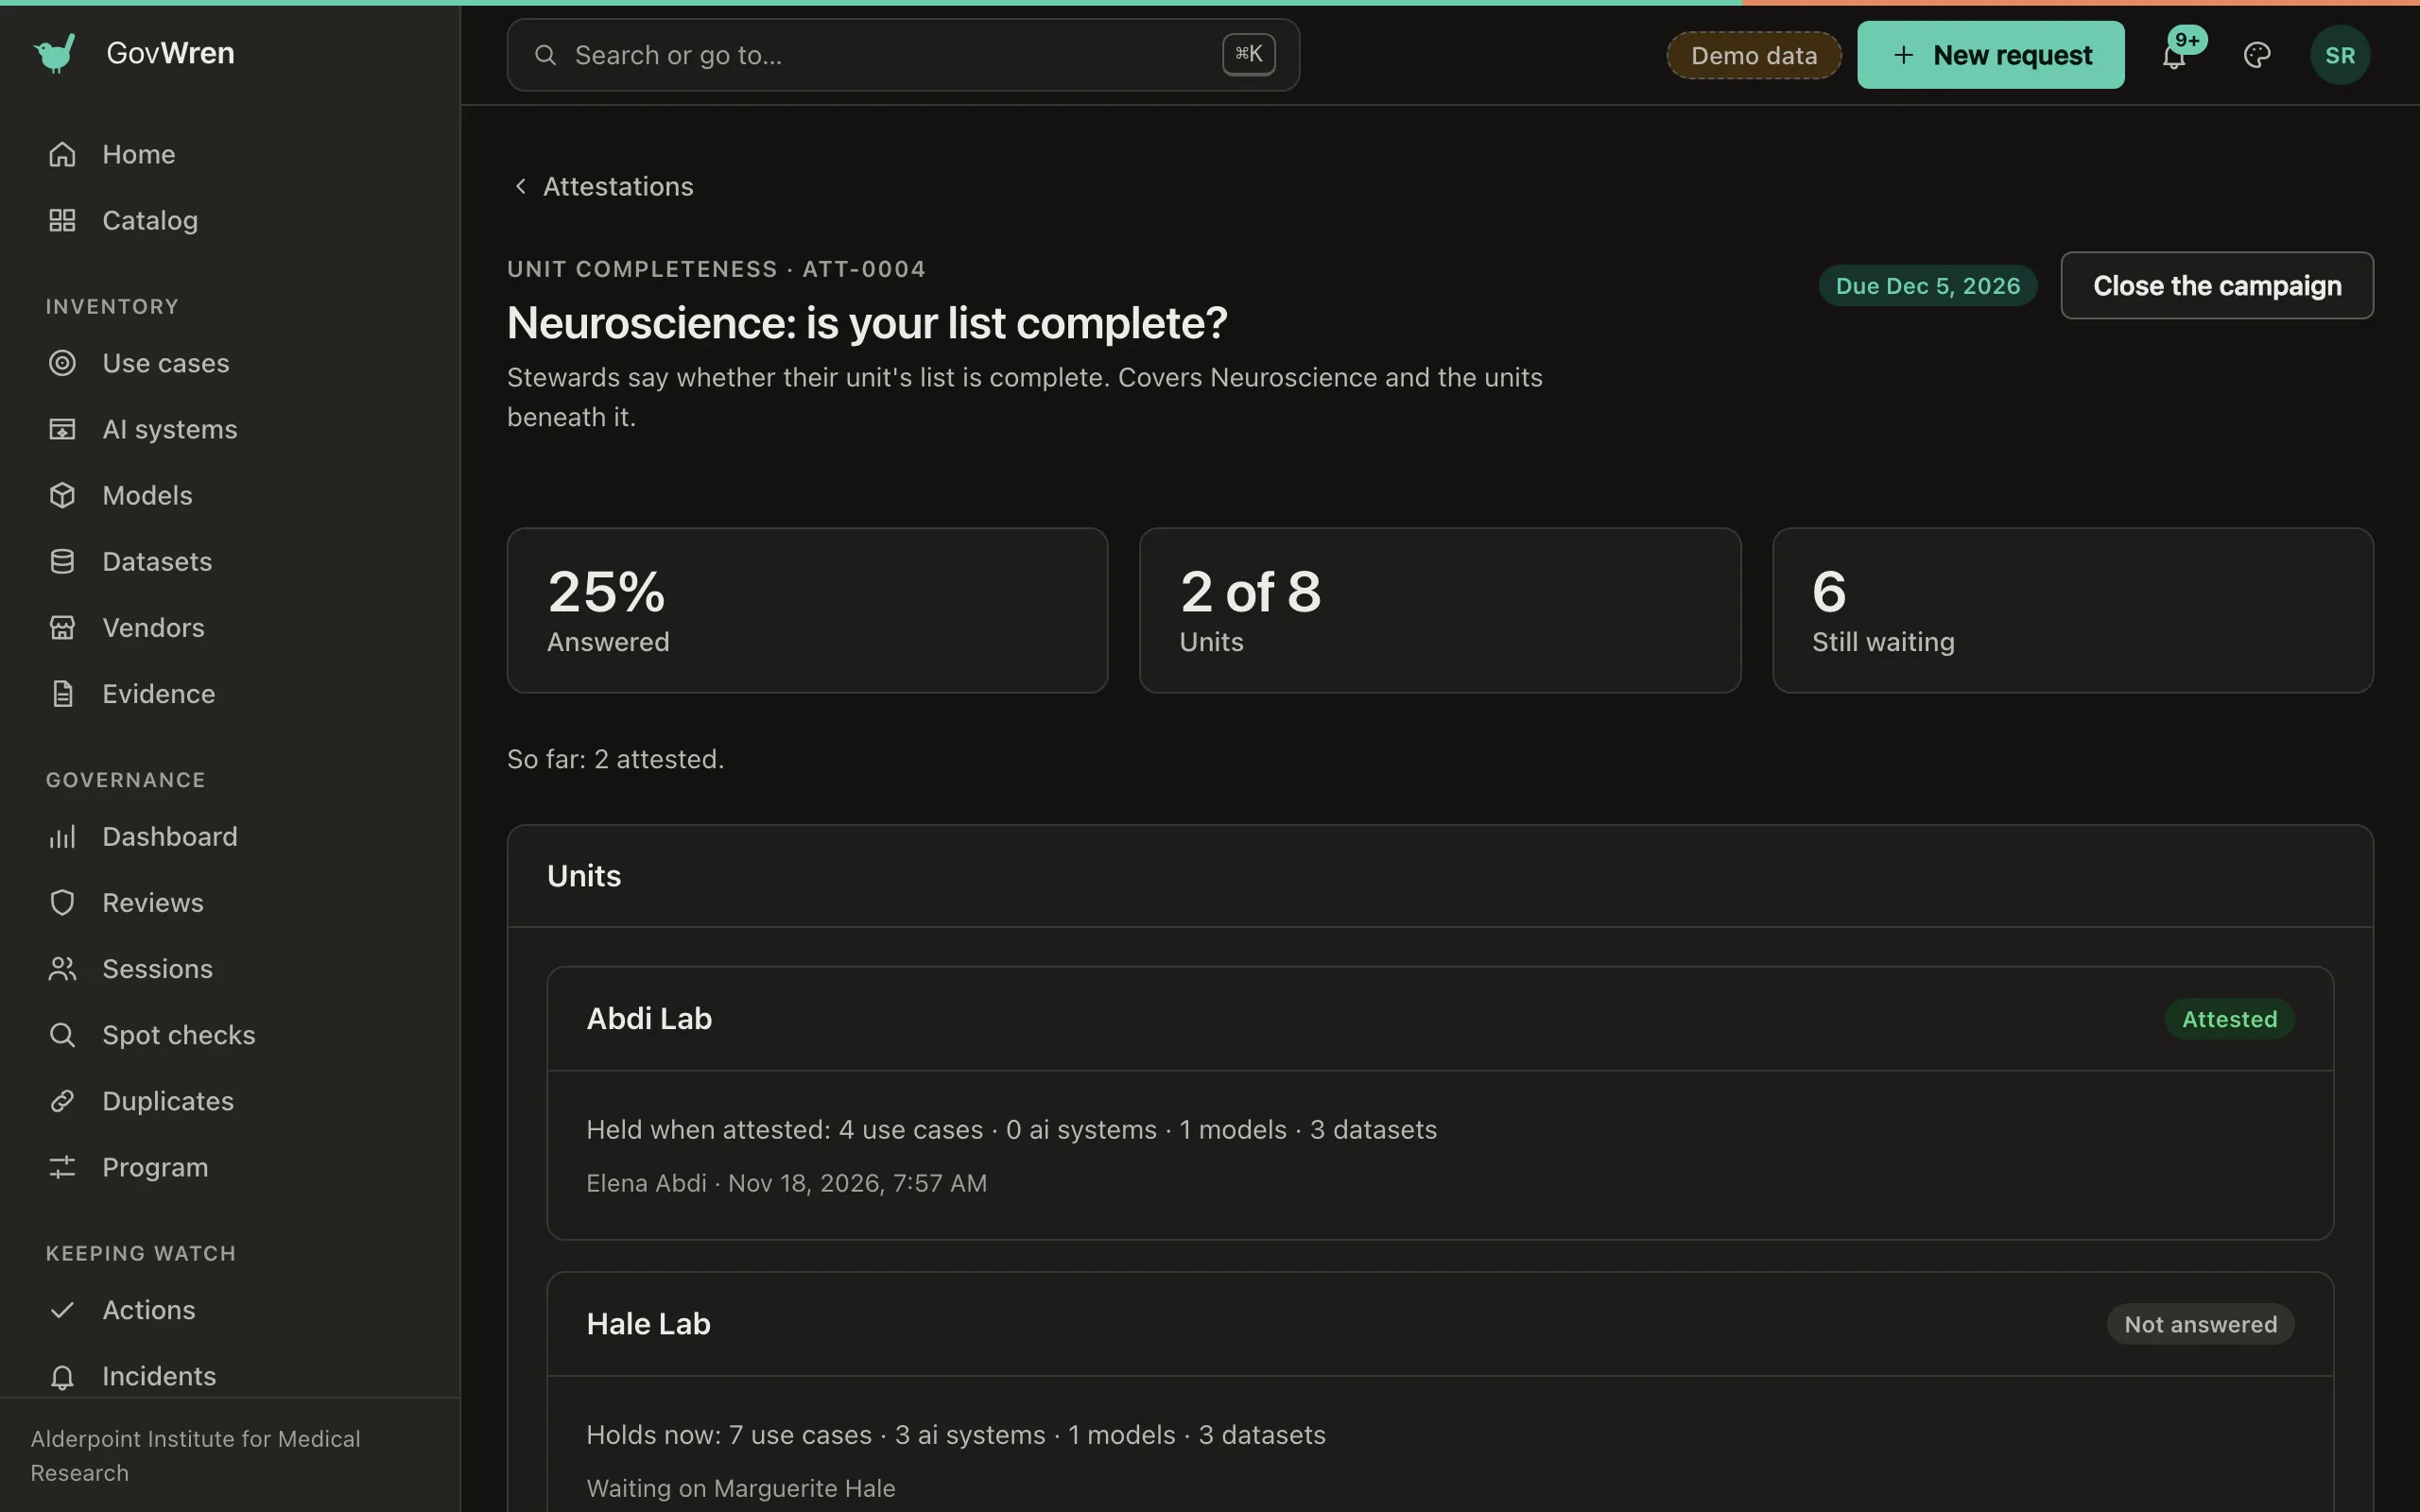 GovWren
Search or go to...
⌘K
Demo data
+ New request
9+
SR
Home
Catalog
INVENTORY
Use cases
AI systems
Models
Datasets
Vendors
Evidence
GOVERNANCE
Dashboard
Reviews
Sessions
Spot checks
Duplicates
Program
KEEPING WATCH
Actions
Incidents
Alderpoint Institute for Medical
Research
Attestations
UNIT COMPLETENESS · ATT-0004
Neuroscience: is your list complete?
Stewards say whether their unit's list is complete. Covers Neuroscience and the units
beneath it.
Due Dec 5, 2026
Close the campaign
25%
Answered
2 of 8
Units
6
Still waiting
So far: 2 attested.
Units
Abdi Lab
Attested
Held when attested: 4 use cases · 0 ai systems · 1 models · 3 datasets
Elena Abdi · Nov 18, 2026, 7:57 AM
Hale Lab
Not answered
Holds now: 7 use cases · 3 ai systems · 1 models · 3 datasets
Waiting on Marguerite Hale